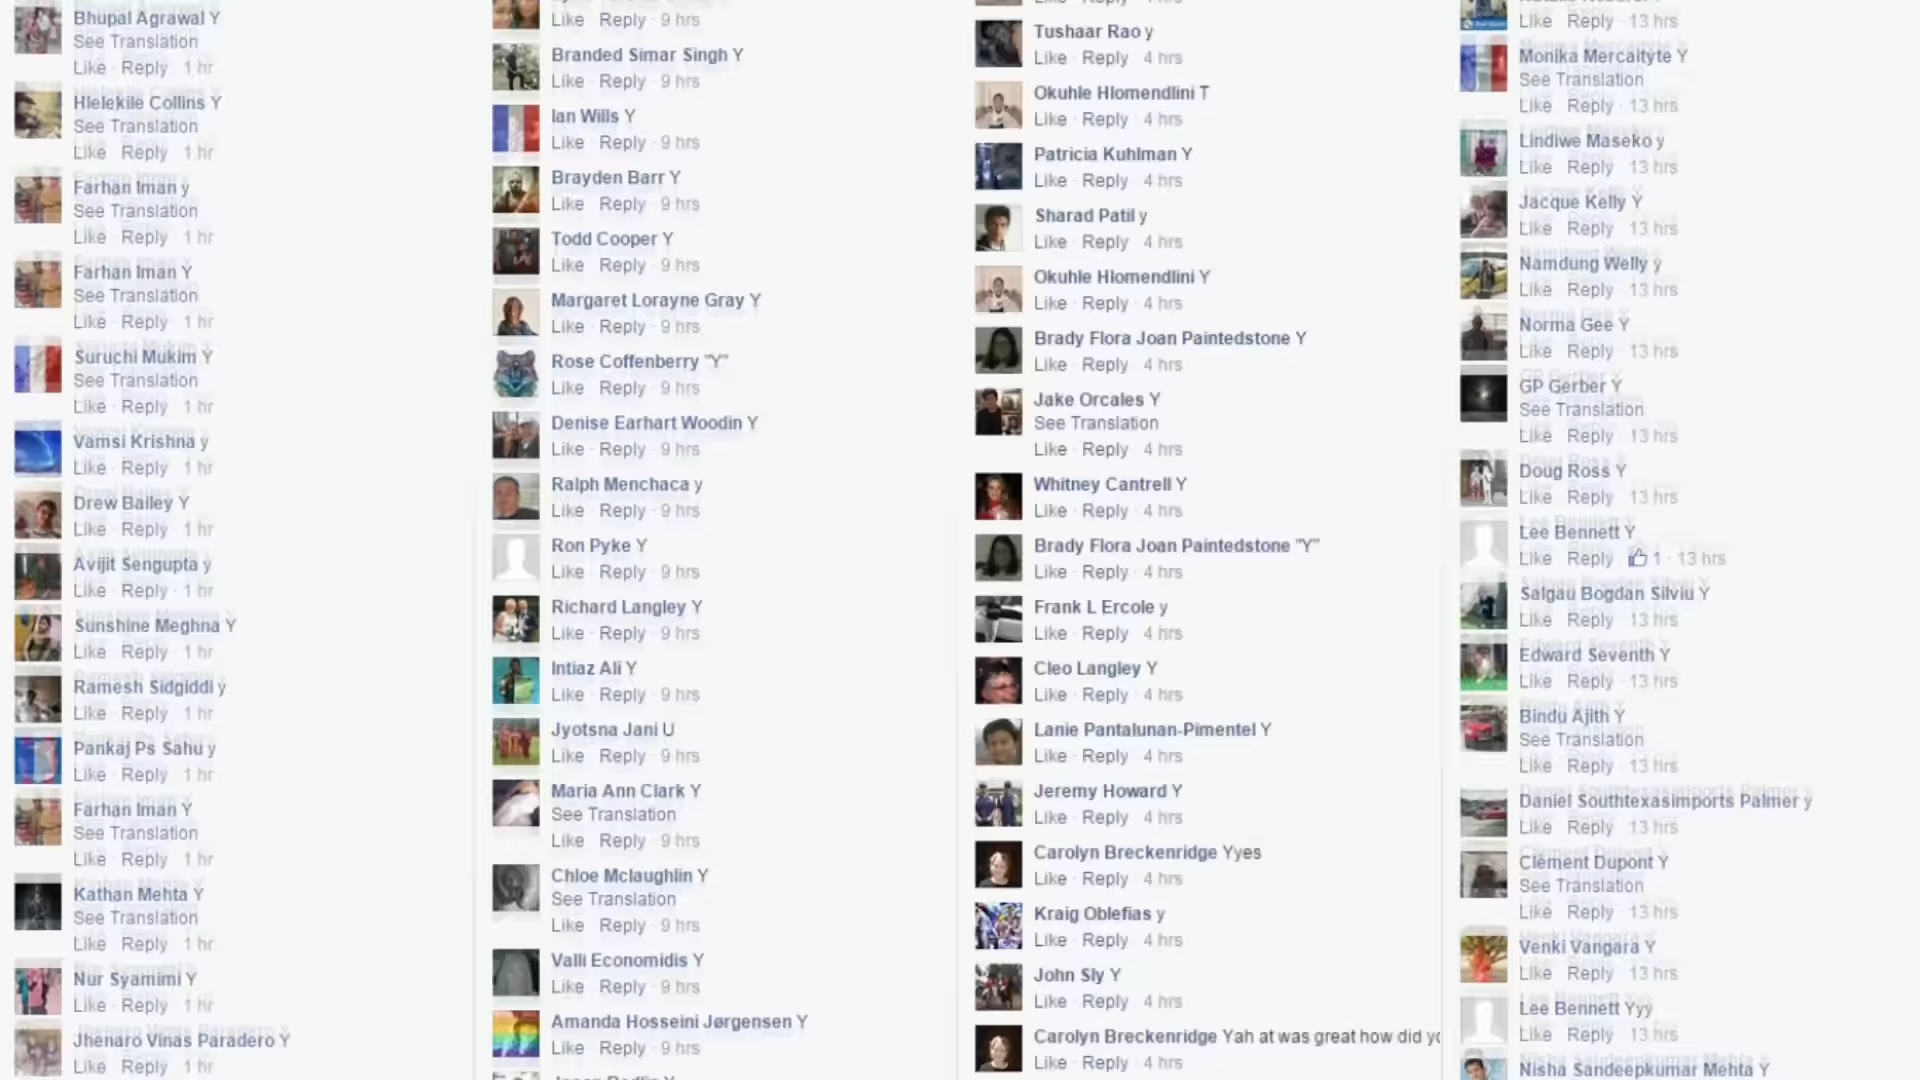 Bhupal Agrawal Y
See Translation
Like · Reply · 1 hr
Hlelekile Collins Y
See Translation
Like · Reply · 1 hr
Farhan Iman y
See Translation
Like · Reply · 1 hr
Farhan Iman Y
See Translation
Like · Reply · 1 hr
Suruchi Mukim Y
See Translation
Like · Reply · 1 hr
Vamsi Krishna y
Like · Reply · 1 hr
Drew Bailey Y
Like · Reply · 1 hr
Avijit Sengupta y
Like · Reply · 1 hr
Sunshine Meghna Y
Like · Reply · 1 hr
Ramesh Sidgiddi y
Like · Reply · 1 hr
Pankaj Ps Sahu y
Like · Reply · 1 hr
Farhan Iman Y
See Translation
Like · Reply · 1 hr
Kathan Mehta Y
See Translation
Like · Reply · 1 hr
Nur Syamimi Y
Like · Reply · 1 hr
Jhenaro Vinas Paradero Y
Like · Reply · 1 hr
Like · Reply · 9 hrs
Branded Simar Singh Y
Like · Reply · 9 hrs
Ian Wills Y
Like · Reply · 9 hrs
Brayden Barr Y
Like · Reply · 9 hrs
Todd Cooper Y
Like · Reply · 9 hrs
Margaret Lorayne Gray Y
Like · Reply · 9 hrs
Rose Coffenberry "Y"
Like · Reply · 9 hrs
Denise Earhart Woodin Y
Like · Reply · 9 hrs
Ralph Menchaca y
Like · Reply · 9 hrs
Ron Pyke Y
Like · Reply · 9 hrs
Richard Langley Y
Like · Reply · 9 hrs
Intiaz Ali Y
Like · Reply · 9 hrs
Jyotsna Jani U
Like · Reply · 9 hrs
Maria Ann Clark Y
See Translation
Like · Reply · 9 hrs
Chloe Mclaughlin Y
See Translation
Like · Reply · 9 hrs
Valli Economidis Y
Like · Reply · 9 hrs
Amanda Hosseini Jørgensen Y
Like · Reply · 9 hrs
Tushaar Rao y
Like · Reply · 4 hrs
Okuhle Hlomendlini T
Like · Reply · 4 hrs
Patricia Kuhlman Y
Like · Reply · 4 hrs
Sharad Patil y
Like · Reply · 4 hrs
Okuhle Hlomendlini Y
Like · Reply · 4 hrs
Brady Flora Joan Paintedstone Y
Like · Reply · 4 hrs
Jake Orcales Y
See Translation
Like · Reply · 4 hrs
Whitney Cantrell Y
Like · Reply · 4 hrs
Brady Flora Joan Paintedstone "Y"
Like · Reply · 4 hrs
Frank L Ercole y
Like · Reply · 4 hrs
Cleo Langley Y
Like · Reply · 4 hrs
Lanie Pantalunan-Pimentel Y
Like · Reply · 4 hrs
Jeremy Howard Y
Like · Reply · 4 hrs
Carolyn Breckenridge Yyes
Like · Reply · 4 hrs
Kraig Oblefias y
Like · Reply · 4 hrs
John Sly Y
Like · Reply · 4 hrs
Carolyn Breckenridge Yah at was great how did
Like · Reply · 4 hrs
Like · Reply · 13 hrs
Monika Mercaityte Y
See Translation
Like · Reply · 13 hrs
Lindiwe Maseko y
Like · Reply · 13 hrs
Jacque Kelly Y
Like · Reply · 13 hrs
Namdung Welly y
Like · Reply · 13 hrs
Norma Gee Y
Like · Reply · 13 hrs
GP Gerber Y
See Translation
Like · Reply · 13 hrs
Doug Ross Y
Like · Reply · 13 hrs
Lee Bennett Y
Like · Reply · 1 · 13 hrs
Salgau Bogdan Silviu Y
Like · Reply · 13 hrs
Edward Seventh Y
Like · Reply · 13 hrs
Bindu Ajith Y
See Translation
Like · Reply · 13 hrs
Daniel Southtexasimports Palmer y
Like · Reply · 13 hrs
Clément Dupont Y
See Translation
Like · Reply · 13 hrs
Venki Vangara Y
Like · Reply · 13 hrs
Lee Bennett Yyy
Like · Reply · 13 hrs
Nisha Sandeepkumar Mehta Y